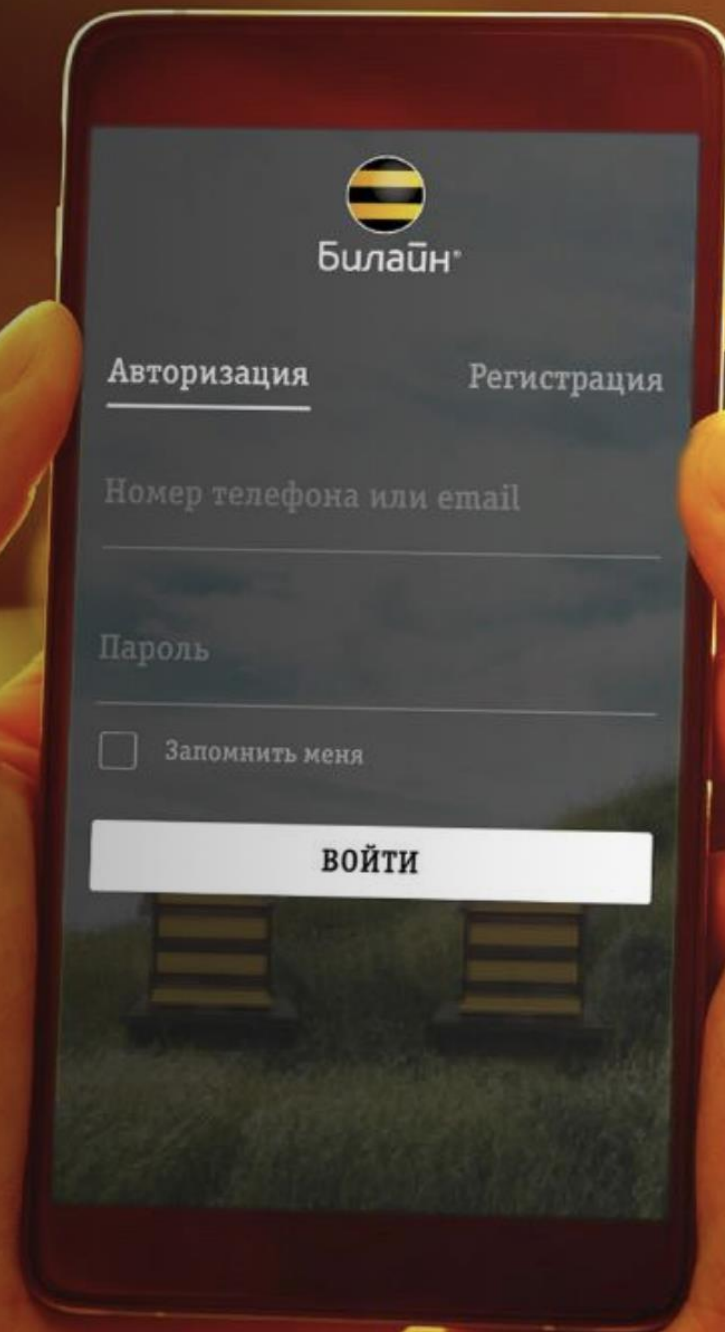 Билайн®
Авторизация Регистрация
Номер телефона или email
Пароль
Запомнить меня
ВОЙТИ